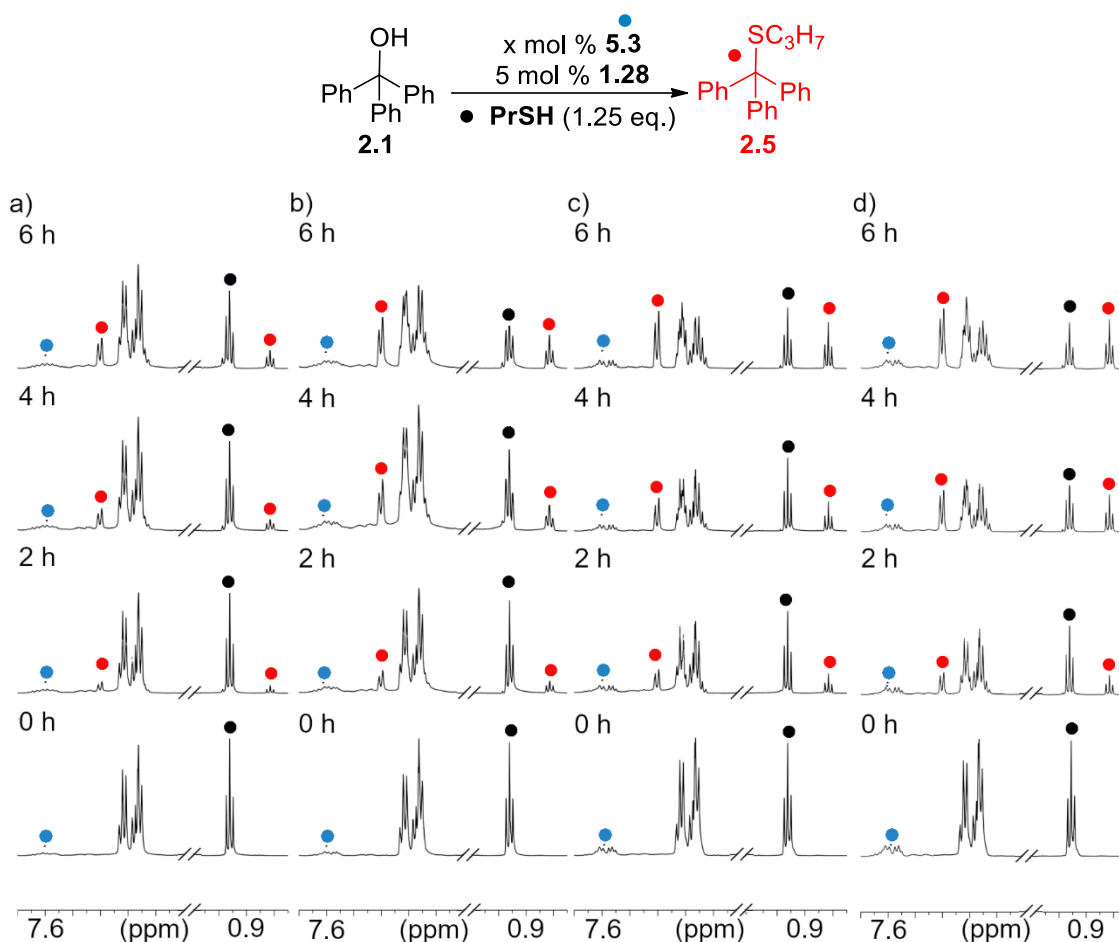 OH
Ph
Ph
Ph
2.1
x mol % 5.3
5 mol % 1.28
PrSH (1.25 eq.)
SC3H7
Ph
Ph
Ph
2.5
a)
b)
c)
d)
6 h
6 h
6 h
6 h
4 h
4 h
4 h
4 h
2 h
2 h
2 h
2 h
0 h
0 h
0 h
0 h
7.6 (ppm) 0.9
7.6 (ppm) 0.9
7.6 (ppm) 0.9
7.6 (ppm) 0.9